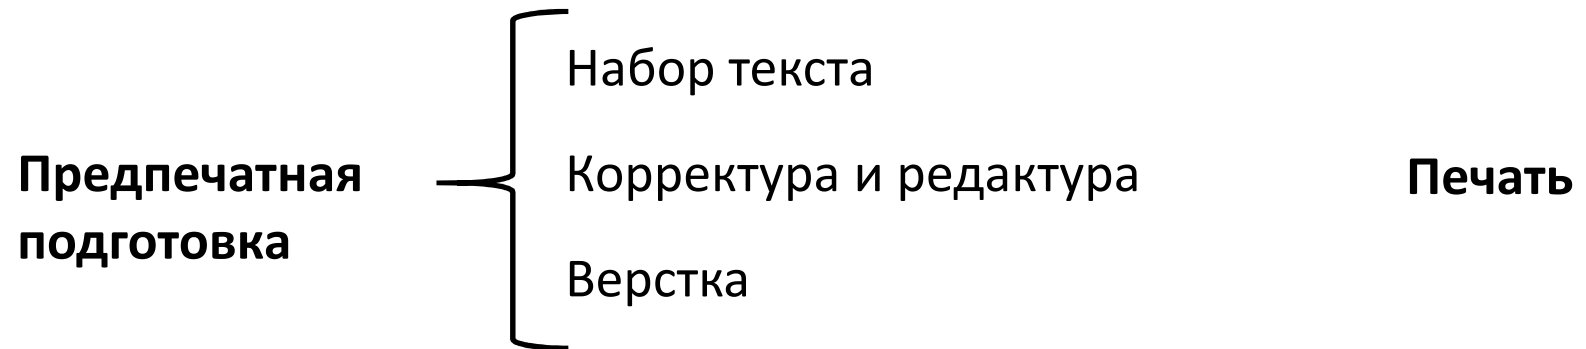 Предпечатная
подготовка
Набор текста
Корректура и редактура
Верстка
Печать